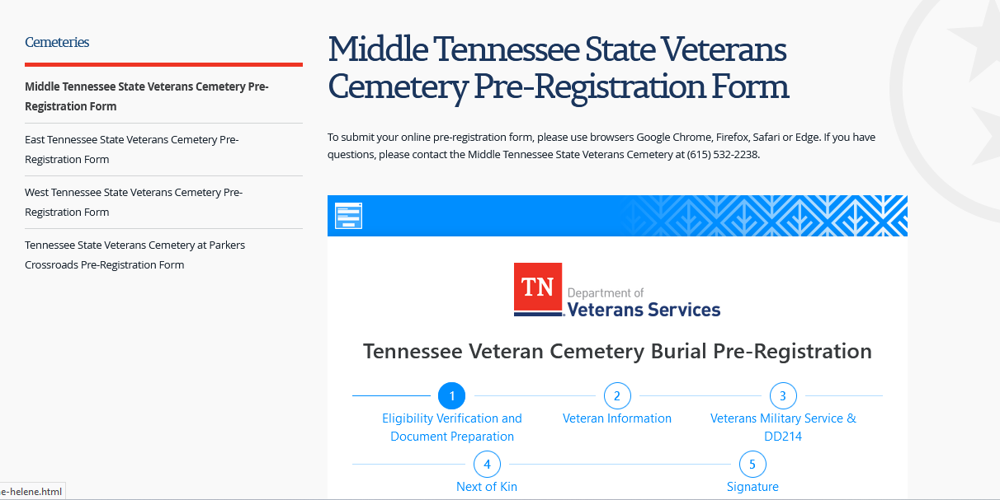 Cemeteries
Middle Tennessee State Veterans Cemetery Pre-
Registration Form
East Tennessee State Veterans Cemetery Pre-
Registration Form
West Tennessee State Veterans Cemetery Pre-
Registration Form
Tennessee State Veterans Cemetery at Parkers
Crossroads Pre-Registration Form
Middle Tennessee State Veterans
Cemetery Pre-Registration Form
To submit your online pre-registration form, please use browsers Google Chrome, Firefox, Safari or Edge. If you have
questions, please contact the Middle Tennessee State Veterans Cemetery at (615) 532-2238.
TN
Department of
Veterans Services
Tennessee Veteran Cemetery Burial Pre-Registration
1
Eligibility Verification and
Document Preparation
2
Veteran Information
3
Veterans Military Service &
DD214
4
Next of Kin
5
Signature
e-helene.html